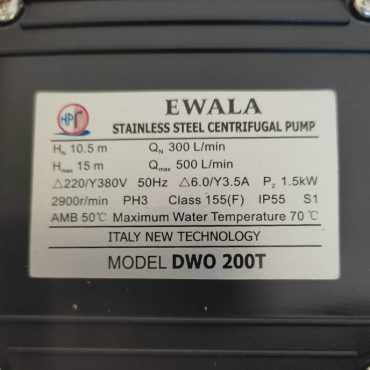 HPT
EWALA
STAINLESS STEEL CENTRIFUGAL PUMP
HN 10.5 m QN 300 L/min
Hmax 15 m Qmax 500 L/min
△220/Y380V 50Hz △6.0/Y3.5A P2 1.5kW
2900r/min PH3 Class 155(F) IP55 S1
AMB 50℃ Maximum Water Temperature 70℃
ITALY NEW TECHNOLOGY
MODEL DWO 200T